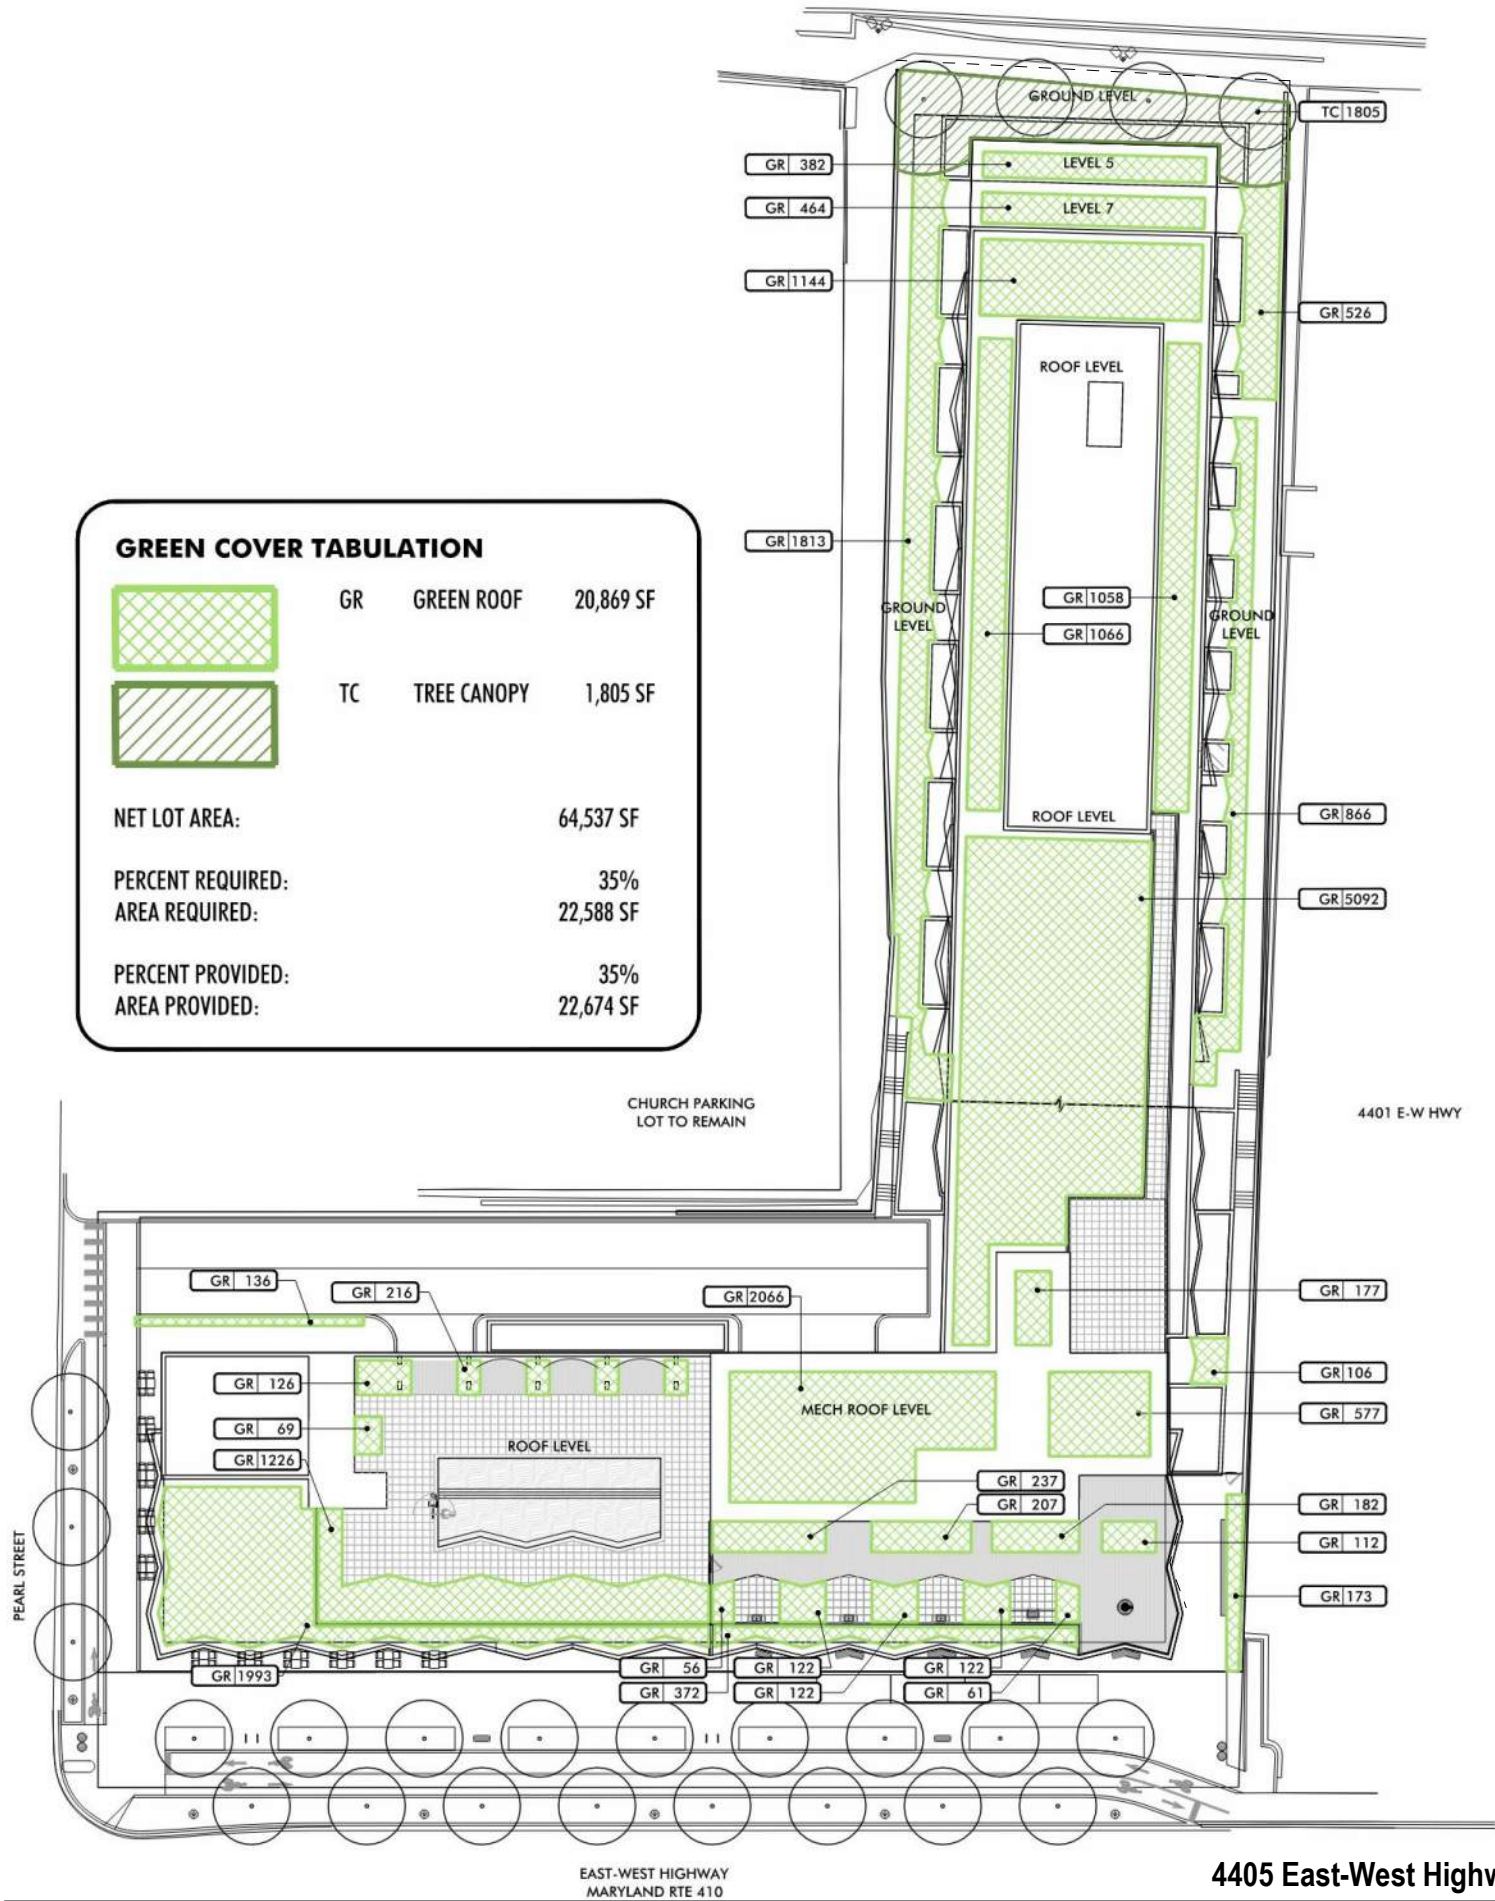 GROUND LEVEL
TC 1805
GR 382
LEVEL 5
GR 464
LEVEL 7
GR 1144
GR 526
ROOF LEVEL
GREEN COVER TABULATION
GR GREEN ROOF 20,869 SF
TC TREE CANOPY 1,805 SF
NET LOT AREA: 64,537 SF
PERCENT REQUIRED: 35%
AREA REQUIRED: 22,588 SF
PERCENT PROVIDED: 35%
AREA PROVIDED: 22,674 SF
GR 1813
GROUND
LEVEL
GR 1058
GR 1066
GROUND
LEVEL
ROOF LEVEL
GR 866
GR 5092
CHURCH PARKING
LOT TO REMAIN
4401 E-W HWY
GR 136
GR 216
GR 2066
GR 177
GR 126
GR 69
GR 1226
ROOF LEVEL
MECH ROOF LEVEL
GR 106
GR 577
GR 237
GR 207
GR 182
GR 112
GR 173
PEARL STREET
GR 1993
GR 56
GR 122
GR 122
GR 372
GR 122
GR 61
EAST-WEST HIGHWAY
MARYLAND RTE 410
4405 East-West Highw